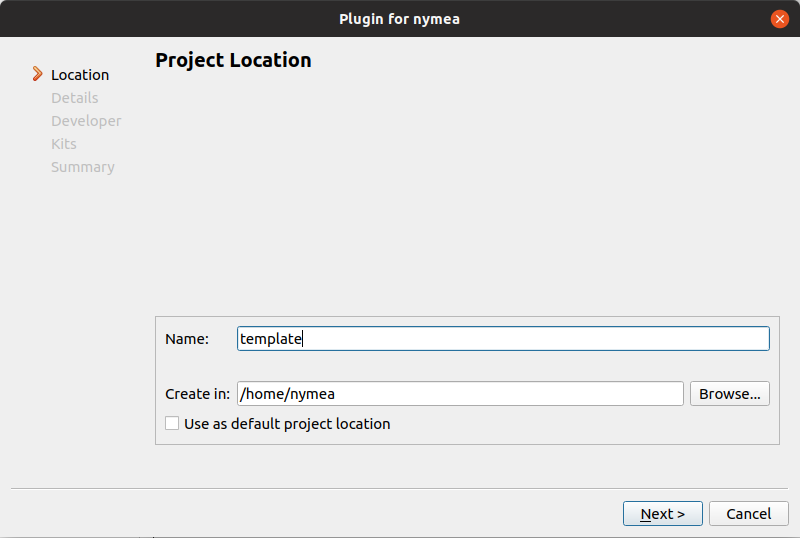 Plugin for nymea
Location
Details
Developer
Kits
Summary
Project Location
Name: template
Create in: /home/nymea Browse...
Use as default project location
Next > Cancel